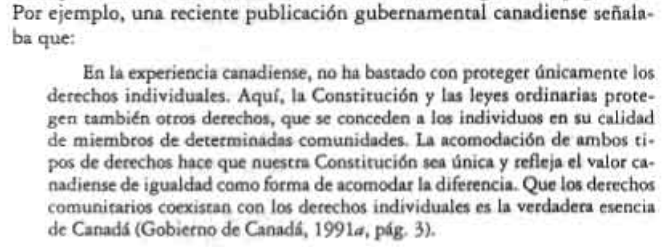 Por ejemplo, una reciente publicación gubernamental canadiense señala-
ba que:
En la experiencia canadiense, no ha bastado con proteger únicamente los
derechos individuales. Aquí, la Constitución y las leyes ordinarias prote-
gen también otros derechos, que se conceden a los individuos en su calidad
de miembros de determinadas comunidades. La acomodación de ambos ti-
pos de derechos hace que nuestra Constitución sea única y refleja el valor ca-
nadiense de igualdad como forma de acomodar la diferencia. Que los derechos
comunitarios coexistan con los derechos individuales es la verdadera esencia
de Canadá (Gobierno de Canadá, 1991a, pág. 3).